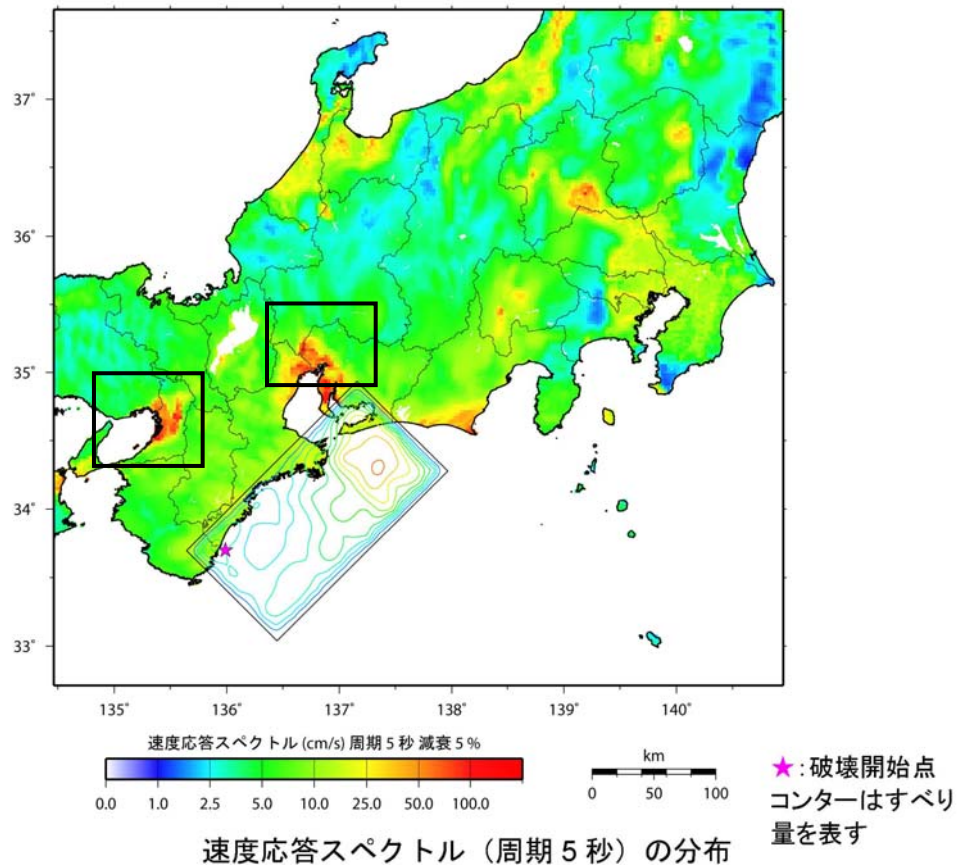 37°
36°
35°
34°
33°
135° 136° 137° 138° 139° 140°
速度応答スペクトル (cm/s) 周期 5 秒 減衰 5 %
0.0 1.0 2.5 5.0 10.0 25.0 50.0 100.0
km
0 50 100
★:破壊開始点
コンターはすべり
量を表す
速度応答スペクトル（周期 5 秒）の分布